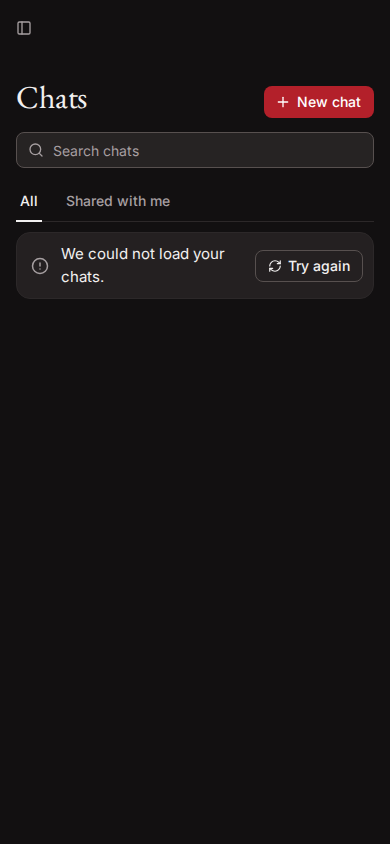 Chats
New chat
Search chats
All
Shared with me
We could not load your
chats.
Try again